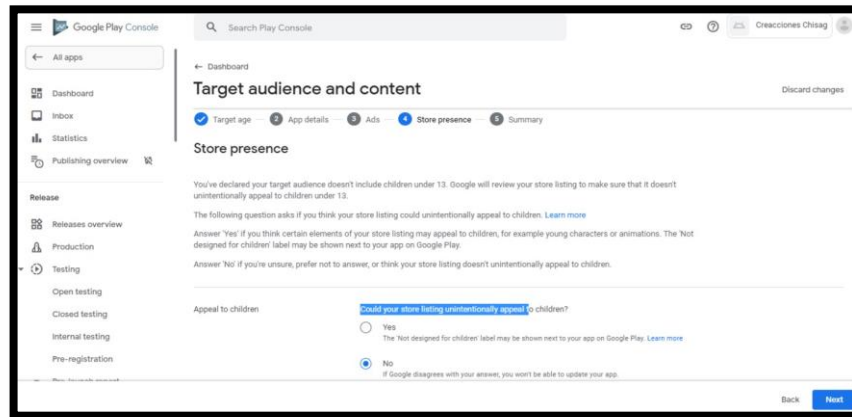 Google Play Console
Search Play Console
Creacciones Chisag
All apps
Dashboard
Inbox
Statistics
Publishing overview
Release
Releases overview
Production
Testing
Open testing
Closed testing
Internal testing
Pre-registration
Pre-launch report
← Dashboard
Target audience and content
Discard changes
Target age
2 App details
3 Ads
4 Store presence
5 Summary
Store presence
You've declared your target audience doesn't include children under 13. Google will review your store listing to make sure that it doesn't
unintentionally appeal to children under 13.
The following question asks if you think your store listing could unintentionally appeal to children. Learn more
Answer 'Yes' if you think certain elements of your store listing may appeal to children, for example young characters or animations. The 'Not
designed for children' label may be shown next to your app on Google Play.
Answer 'No' if you're unsure, prefer not to answer, or think your store listing doesn't unintentionally appeal to children.
Appeal to children
Could your store listing unintentionally appeal to children?
Yes
The 'Not designed for children' label may be shown next to your app on Google Play. Learn more
No
If Google disagrees with your answer, you won't be able to update your app.
Back
Next